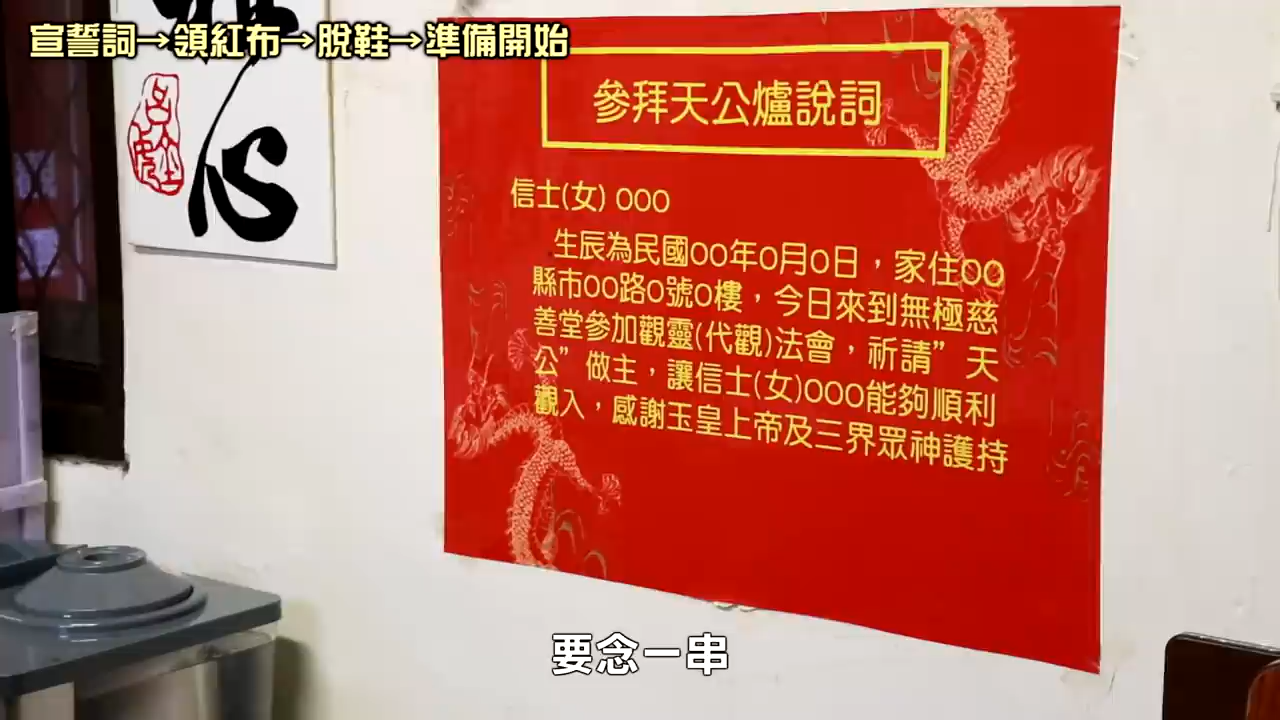 宣誓詞→領紅布→脫鞋→準備開始
心
參拜天公爐說詞
信士(女) OOO
生辰為民國OO年O月O日，家住OO
縣市OO路O號O樓，今日來到無極慈
善堂參加觀靈(代觀)法會，祈請”天
公”做主，讓信士(女)OOO能夠順利
觀入，感謝玉皇上帝及三界眾神護持
要念一串